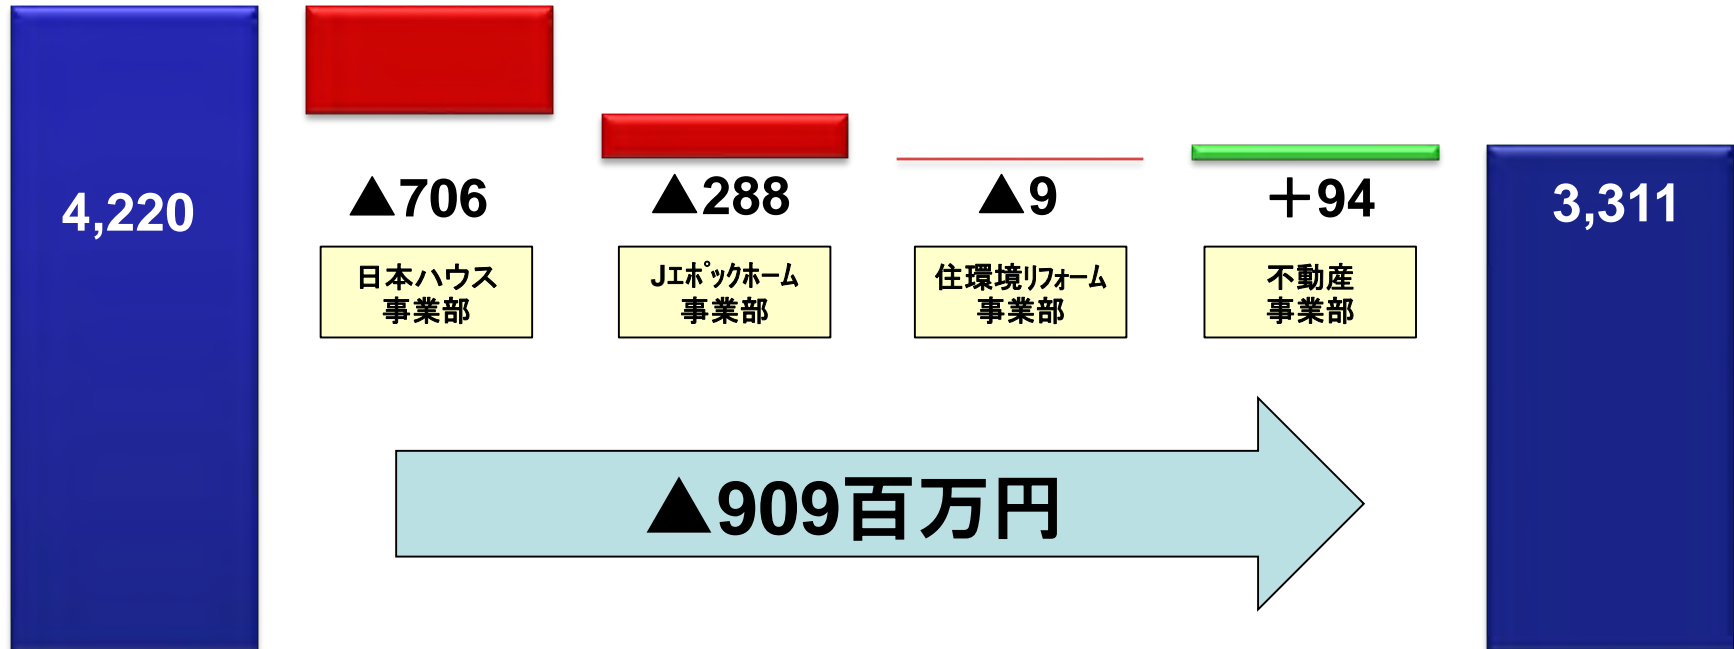 4,220
▲706
▲288
▲9
＋94
3,311
日本ハウス
事業部
Jｴﾎﾟｯｸﾎｰﾑ
事業部
住環境ﾘﾌｫｰﾑ
事業部
不動産
事業部
▲909百万円